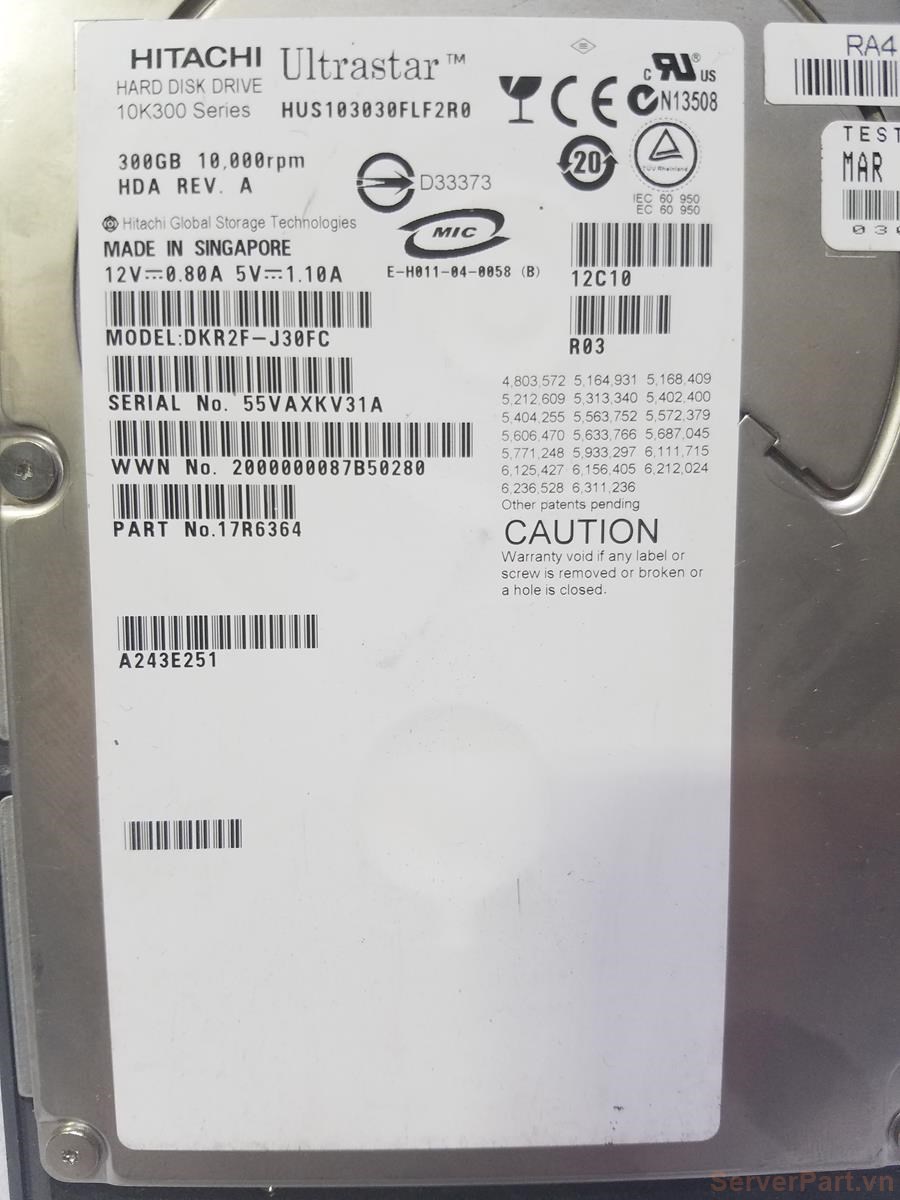 HITACHI Ultrastar™
HARD DISK DRIVE
10K300 Series HUS103030FLF2R0
c RU® US
CE N13508
300GB 10,000rpm
HDA REV. A
D33373
20
TÜV Rheinland
IEC 60 950
EC 60 950
Hitachi Global Storage Technologies
MADE IN SINGAPORE
12V⎓0.80A 5V⎓1.10A
MIC
E-H011-04-0058 (B)
12C10
R03
MODEL:DKR2F-J30FC
SERIAL No. 55VAXKV31A
WWN No. 2000000087B50280
PART No.17R6364
A243E251
4,803,572 5,164,931 5,168,409
5,212,609 5,313,340 5,402,400
5,404,255 5,563,752 5,572,379
5,606,470 5,633,766 5,687,045
5,771,248 5,933,297 6,111,715
6,125,427 6,156,405 6,212,024
6,236,528 6,311,236
Other patents pending
CAUTION
Warranty void if any label or
screw is removed or broken or
a hole is closed.
RA4
TEST
MAR
030
ServerPart.vn